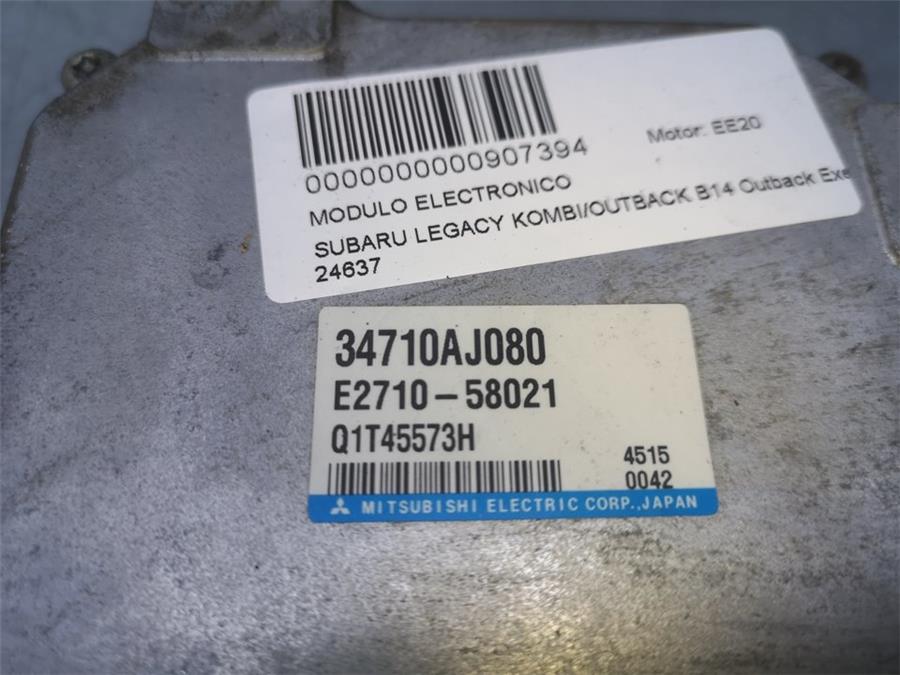 0000000000907394
Motor: EE20
MODULO ELECTRONICO
SUBARU LEGACY KOMBI/OUTBACK B14 Outback Exe
24637
34710AJ080
E2710-58021
Q1T45573H
4515
0042
MITSUBISHI ELECTRIC CORP.,JAPAN